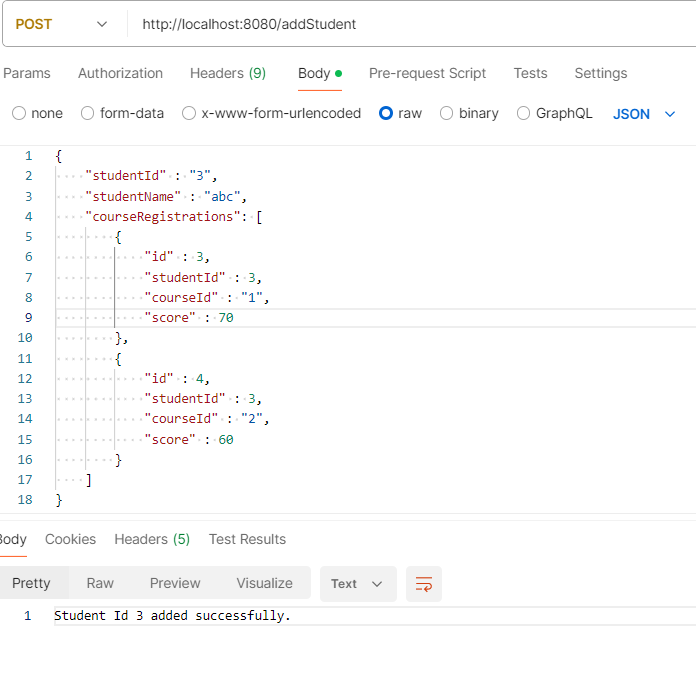 POST http://localhost:8080/addStudent
Params Authorization Headers (9) Body Pre-request Script Tests Settings
none form-data x-www-form-urlencoded raw binary GraphQL JSON
1 {
2 "studentId" : "3",
3 "studentName" : "abc",
4 "courseRegistrations": [
5 {
6 "id" : 3,
7 "studentId" : 3,
8 "courseId" : "1",
9 "score" : 70
10 },
11 {
12 "id" : 4,
13 "studentId" : 3,
14 "courseId" : "2",
15 "score" : 60
16 }
17 ]
18 }
Body Cookies Headers (5) Test Results
Pretty Raw Preview Visualize Text
1 Student Id 3 added successfully.